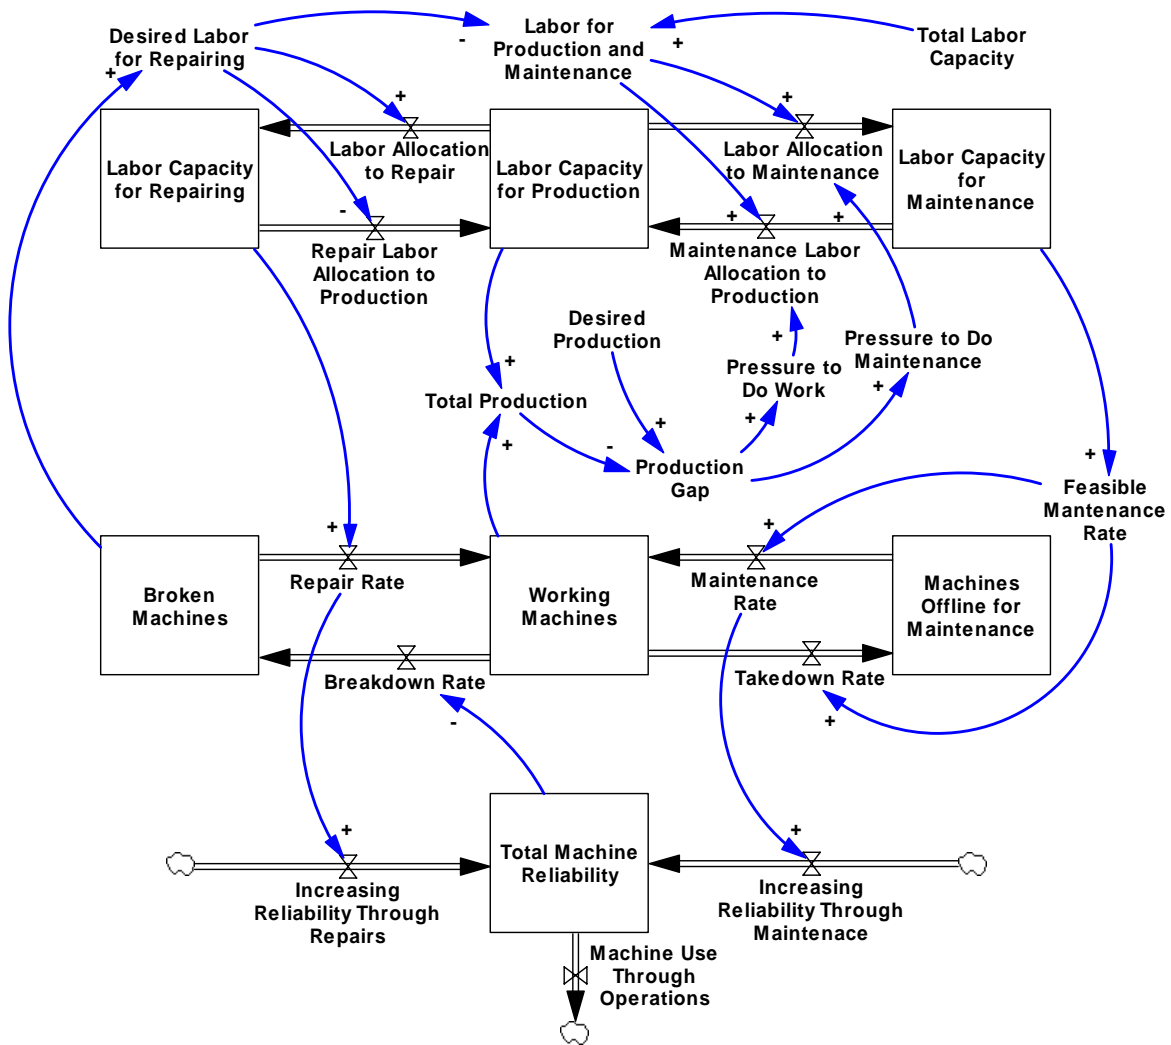 Desired Labor
for Repairing
-
Labor for
Production and
Maintenance
+
Total Labor
Capacity
+
+
+
Labor Capacity
for Repairing
Labor Allocation
to Repair
Labor Capacity
for Production
Labor Allocation
to Maintenance
Labor Capacity
for
Maintenance
-
+
+
Repair Labor
Allocation to
Production
Maintenance Labor
Allocation to
Production
Desired
Production
+
Pressure to
Do Work
Pressure to Do
Maintenance
+
+
+
Total Production
+
+
-
Production
Gap
+
Feasible
Mantenance
Rate
+
+
Broken
Machines
Repair Rate
Working
Machines
Maintenance
Rate
Machines
Offline for
Maintenance
Breakdown Rate
Takedown Rate
-
+
+
+
Total Machine
Reliability
Increasing
Reliability Through
Repairs
Increasing
Reliability Through
Maintenace
Machine Use
Through
Operations